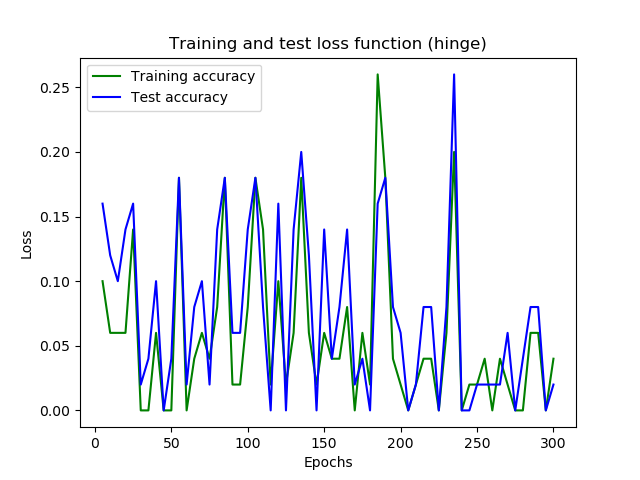 Training and test loss function (hinge)
Training accuracy
Test accuracy
Loss
0.25
0.20
0.15
0.10
0.05
0.00
0 50 100 150 200 250 300
Epochs